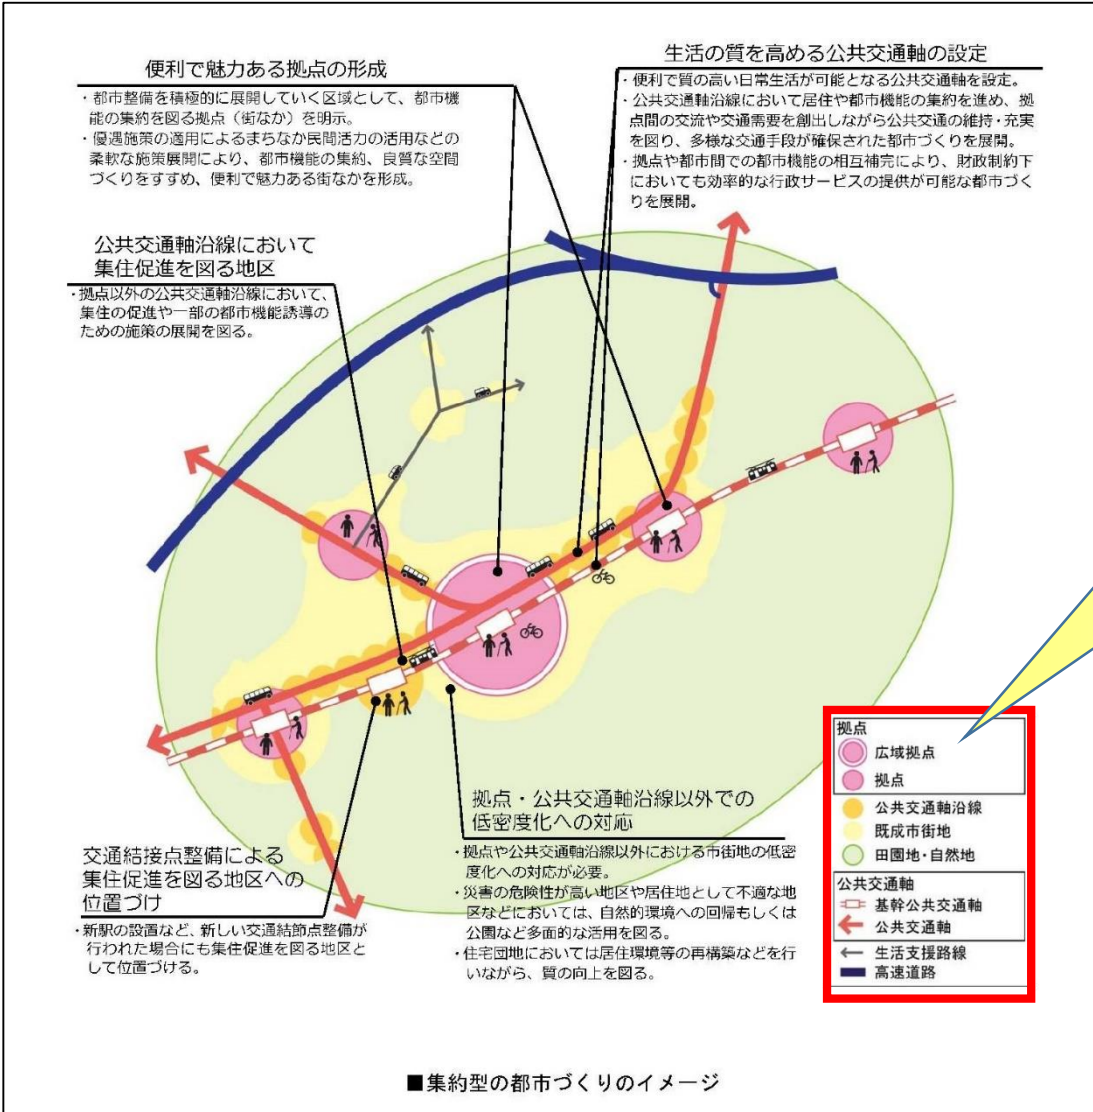 便利で魅力ある拠点の形成
・都市整備を積極的に展開していく区域として、都市機
能の集約を図る拠点（街なか）を明示。
・優遇施策の適用によるまちなか民間活力の活用などの
柔軟な施策展開により、都市機能の集約、良質な空間
づくりをすすめ、便利で魅力ある街なかを形成。
生活の質を高める公共交通軸の設定
・便利で質の高い日常生活が可能となる公共交通軸を設定。
・公共交通軸沿線において居住や都市機能の集約を進め、拠
点間の交流や交通需要を創出しながら公共交通の維持・充実
を図り、多様な交通手段が確保された都市づくりを展開。
・拠点や都市間での都市機能の相互補完により、財政制約下
においても効率的な行政サービスの提供が可能な都市づく
りを展開。
公共交通軸沿線において
集住促進を図る地区
・拠点以外の公共交通軸沿線において、
集住の促進や一部の都市機能誘導の
ための施策の展開を図る。
交通結接点整備による
集住促進を図る地区への
位置づけ
・新駅の設置など、新しい交通結節点整備が
行われた場合にも集住促進を図る地区と
して位置づける。
拠点・公共交通軸沿線以外での
低密度化への対応
・拠点や公共交通軸沿線以外における市街地の低密
度化への対応が必要。
・災害の危険性が高い地区や居住地として不適な地
区などにおいては、自然的環境への回帰もしくは
公園など多面的な活用を図る。
・住宅団地においては居住環境等の再構築などを行
いながら、質の向上を図る。
拠点
広域拠点
拠点
公共交通軸沿線
既成市街地
田園地・自然地
公共交通軸
基幹公共交通軸
公共交通軸
生活支援路線
高速道路
■集約型の都市づくりのイメージ